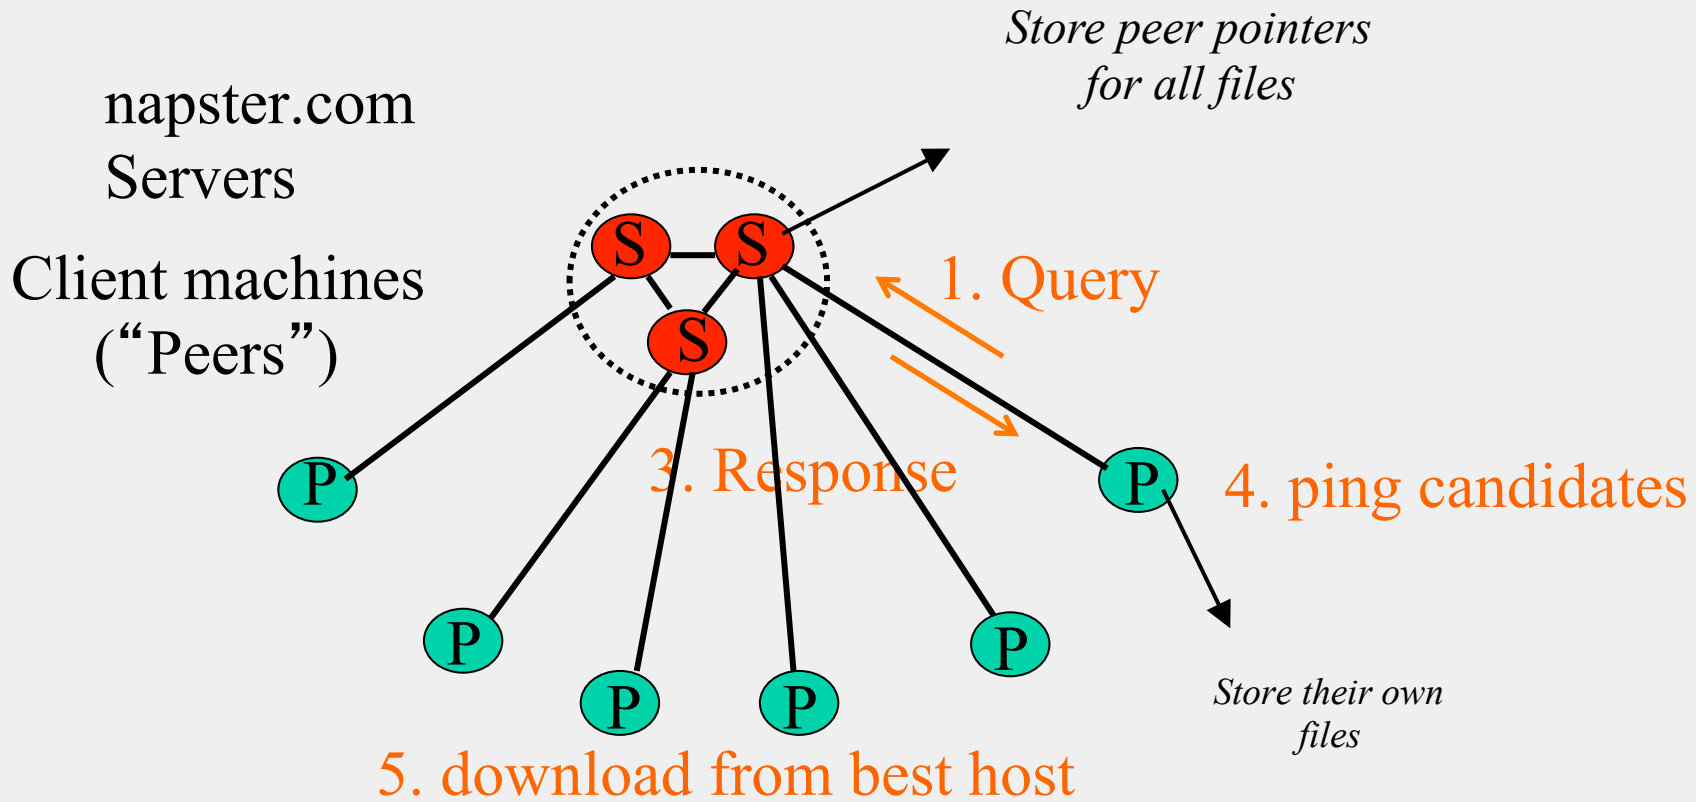 Store peer pointers
for all files
napster.com
Servers
Client machines
(“Peers”)
S
S
S
1. Query
3. Response
P
P
4. ping candidates
P
P
P
P
Store their own
files
5. download from best host